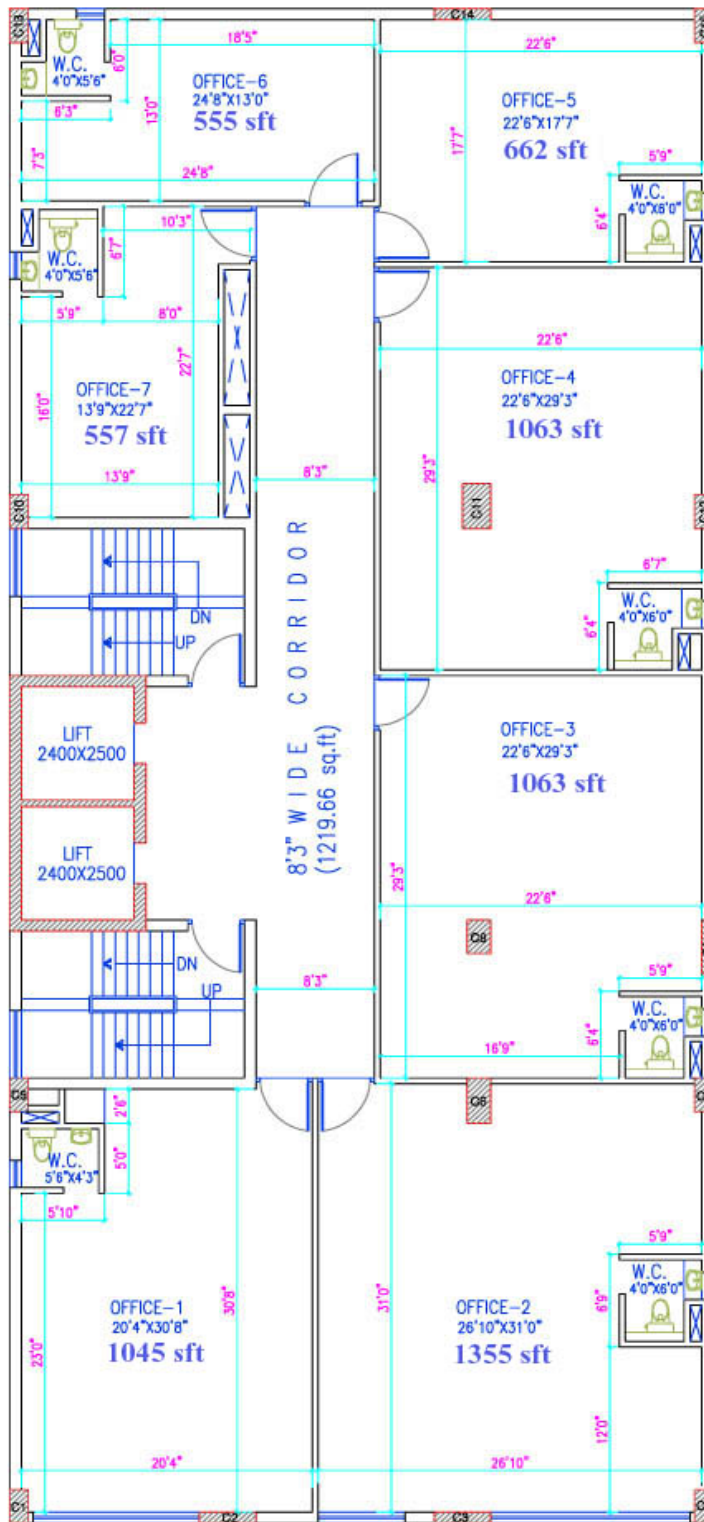 C13
C14
W.C.
4'0"X5'6"
6'0"
18'5"
OFFICE-6
24'8"X13'0"
555 sft
6'3"
7'3"
13'0"
24'8"
22'6"
OFFICE-5
22'6"X17'7"
662 sft
17'7"
5'9"
6'4"
W.C.
4'0"X6'0"
W.C.
4'0"X5'6"
6'7"
10'3"
5'9"
8'0"
OFFICE-7
13'9"X22'7"
557 sft
16'0"
22'7"
13'9"
C10
22'6"
OFFICE-4
22'6"X29'3"
1063 sft
29'3"
C11
8'3"
6'7"
6'4"
W.C.
4'0"X6'0"
DN
UP
LIFT
2400X2500
LIFT
2400X2500
8'3" WIDE CORRIDOR
(1219.66 sq.ft)
OFFICE-3
22'6"X29'3"
1063 sft
29'3"
22'6"
C8
DN
UP
8'3"
5'9"
6'4"
W.C.
4'0"X6'0"
16'9"
C5
C6
2'6"
5'0"
W.C.
5'6"X4'3"
5'10"
OFFICE-1
20'4"X30'8"
1045 sft
23'0"
30'8"
20'4"
31'0"
OFFICE-2
26'10"X31'0"
1355 sft
5'9"
6'9"
W.C.
4'0"X6'0"
12'0"
26'10"
C1
C2
C3